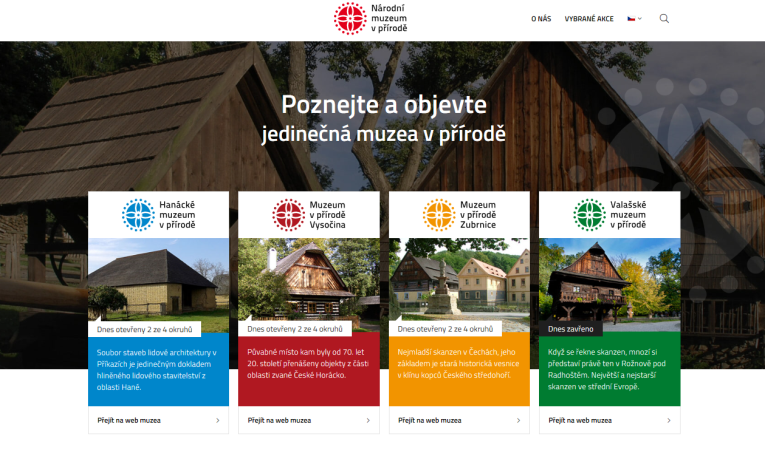 Národní
muzeum
v přírodě
O NÁS
VYBRANÉ AKCE
Poznejte a objevte
jedinečná muzea v přírodě
Hanácké
muzeum
v přírodě
Dnes otevřeny 2 ze 4 okruhů
Soubor staveb lidové architektury v
Příkazích je jedinečným dokladem
hliněného lidového stavitelství z
oblasti Hané.
Přejít na web muzea
Muzeum
v přírodě
Vysočina
Dnes otevřeny 2 ze 4 okruhů
Půvabné místo kam byly od 70. let
20. století přenášeny objekty z části
oblasti zvané České Horácko.
Přejít na web muzea
Muzeum
v přírodě
Zubrnice
Dnes otevřeny 2 ze 4 okruhů
Nejmladší skanzen v Čechách, jeho
základem je stará historická vesnice
v klínu kopců Českého středohoří.
Přejít na web muzea
Valašské
muzeum
v přírodě
Dnes zavřeno
Když se řekne skanzen, mnozí si
představí právě ten v Rožnově pod
Radhoštěm. Největší a nejstarší
skanzen ve střední Evropě.
Přejít na web muzea